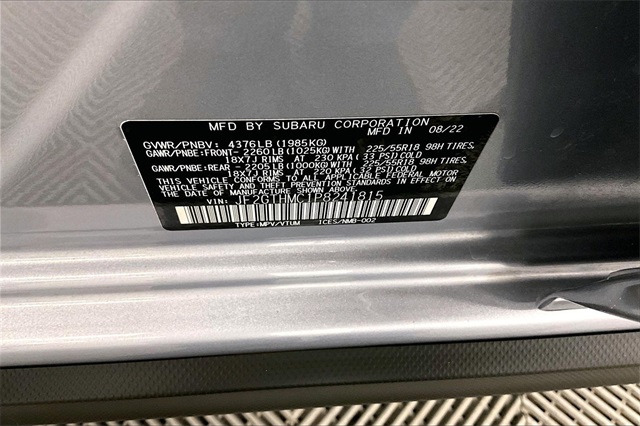 MFD BY SUBARU CORPORATION
MADE IN 08/22
GVWR/PNBV: 4376LB (1985KG)
GAWR/PNBE:FRONT- 2260LB (1025KG)WITH 225/55R18 98H TIRES,
18X7J RIMS AT 230 KPA (33 PSI)COLD
GAWR/PNBE:REAR - 2205LB (1000KG)WITH 225/55R18 98H TIRES,
18X7J RIMS AT 220 KPA (32 PSI)COLD
THIS VEHICLE CONFORMS TO ALL APPLICABLE FEDERAL MOTOR
VEHICLE SAFETY AND BUMPER STANDARDS IN EFFECT ON
THE DATE OF MANUFACTURE SHOWN ABOVE.
VIN: JF2GTHMC1P8241815
TYPE:MPV/VTUM ICES/NMB-002